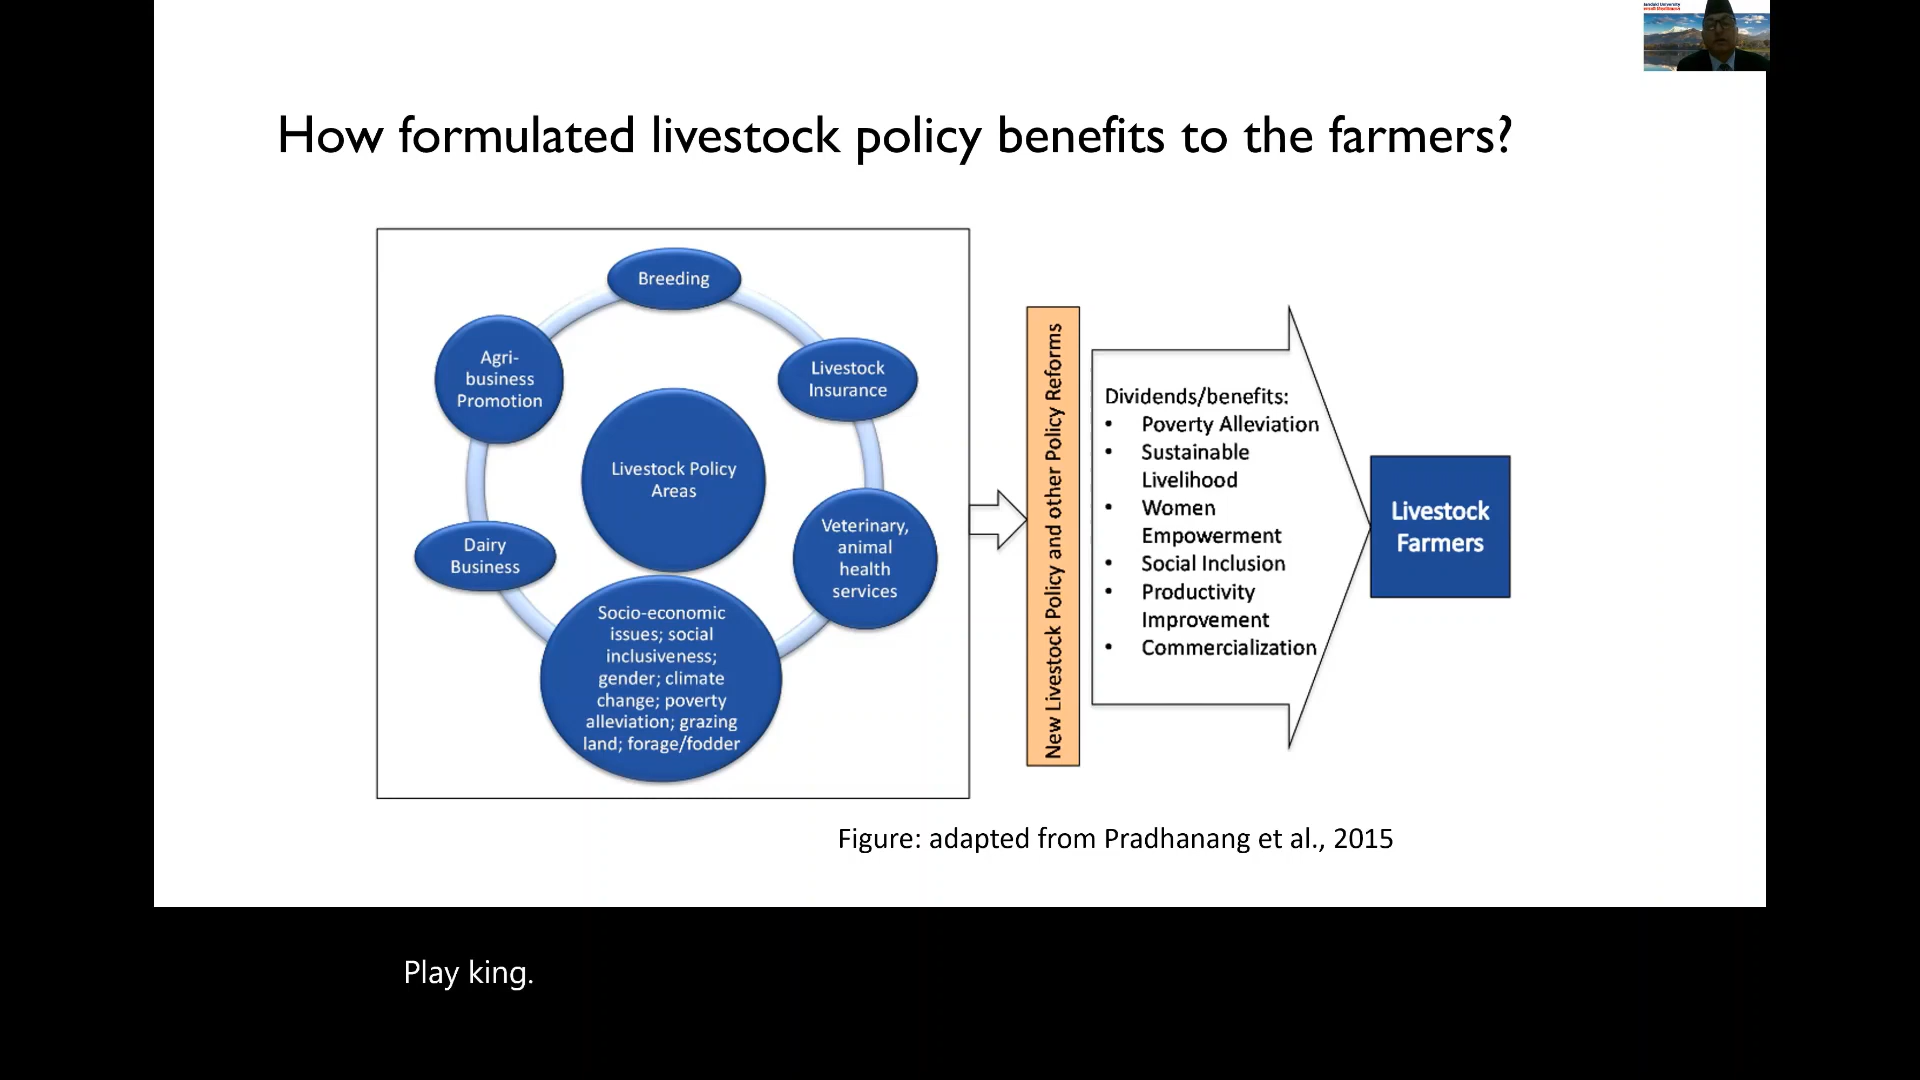 How formulated livestock policy benefits to the farmers?
Breeding
Livestock
Insurance
Veterinary,
animal
health
services
Socio-economic
issues; social
inclusiveness;
gender; climate
change; poverty
alleviation; grazing
land; forage/fodder
Dairy
Business
Agri-
business
Promotion
Livestock Policy
Areas
New Livestock Policy and other Policy Reforms
Dividends/benefits:
• Poverty Alleviation
• Sustainable
Livelihood
• Women
Empowerment
• Social Inclusion
• Productivity
Improvement
• Commercialization
Livestock
Farmers
Figure: adapted from Pradhanang et al., 2015
Play king.